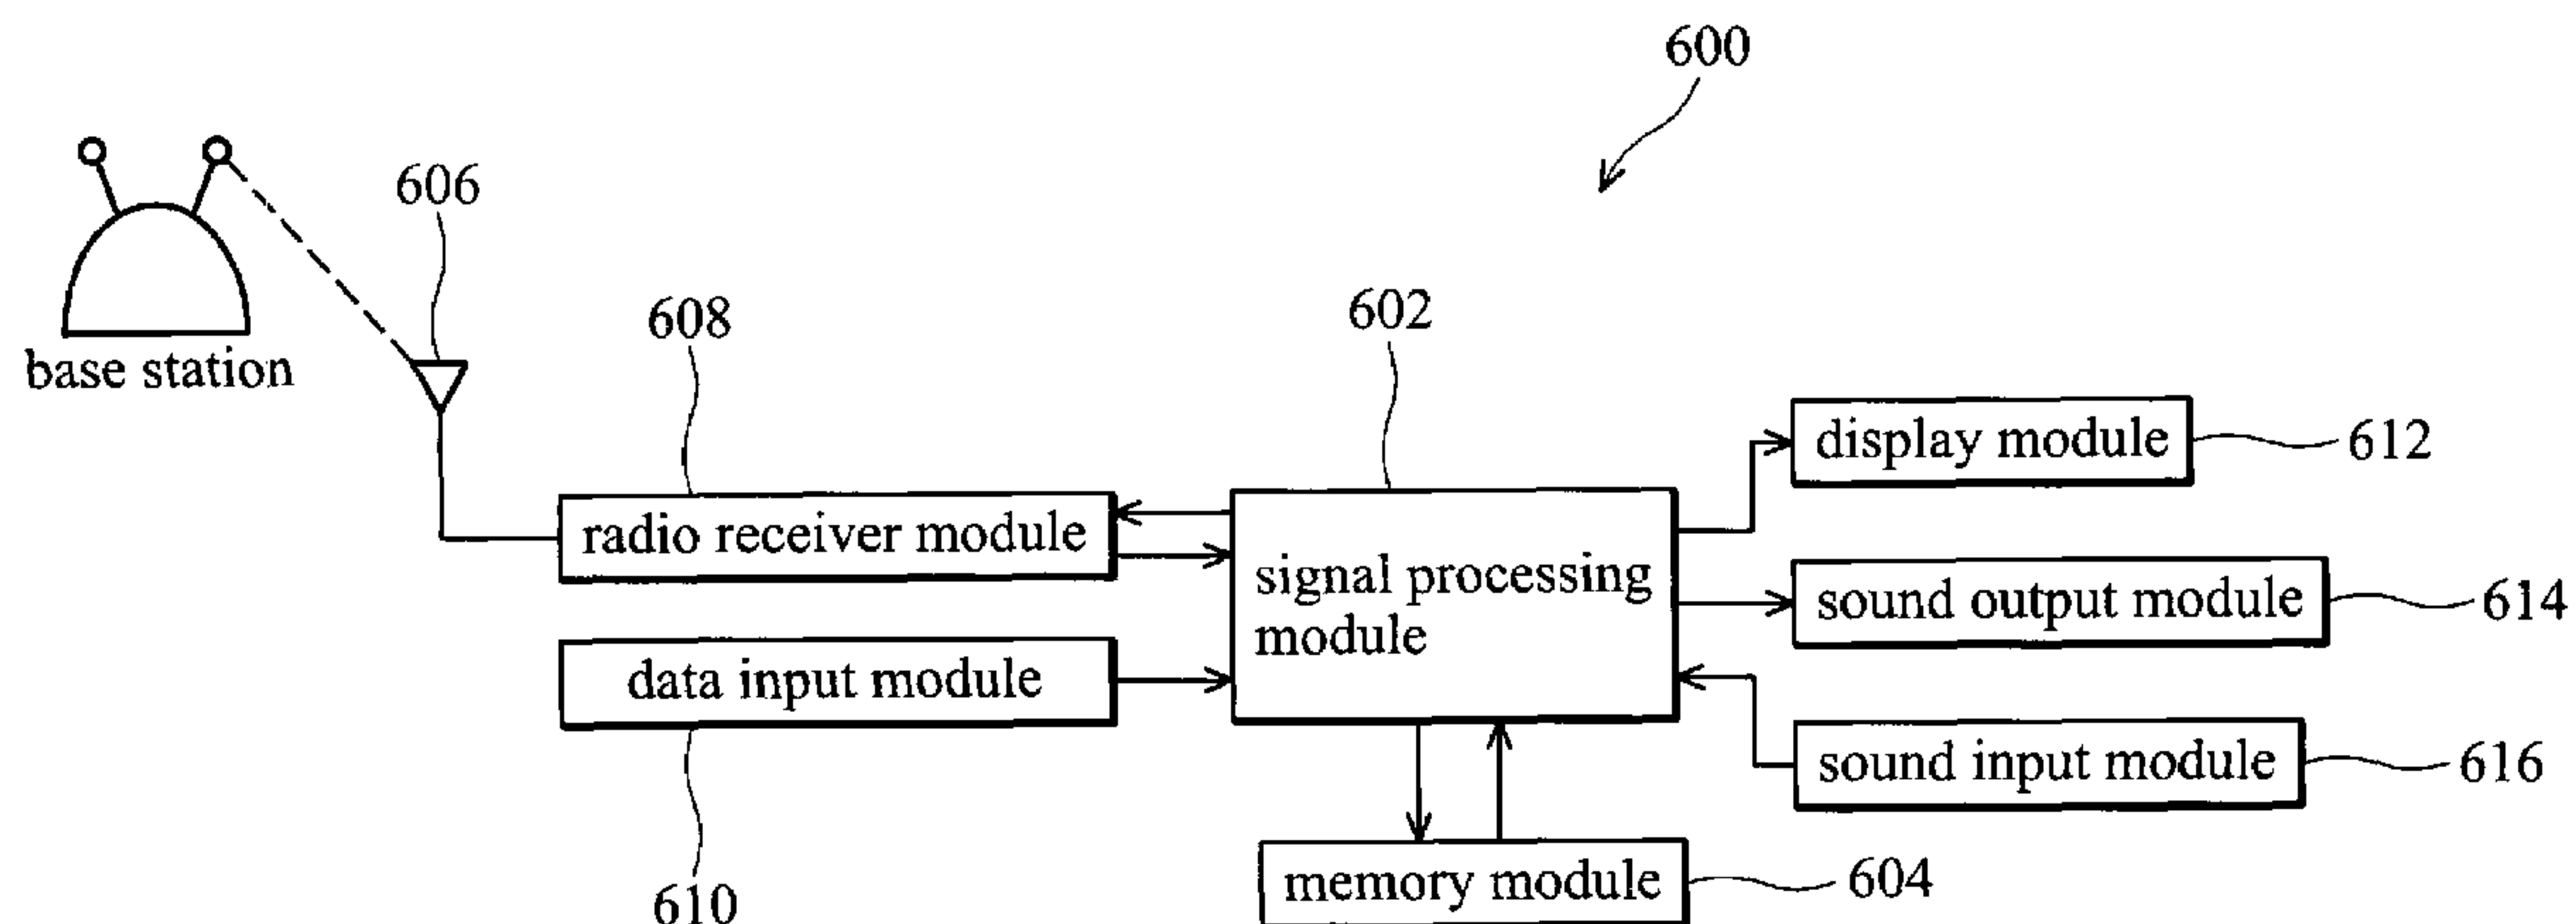 600
606
base station
608
602
radio receiver module
display module
612
signal processing
module
sound output module
614
data input module
sound input module
616
610
memory module
604